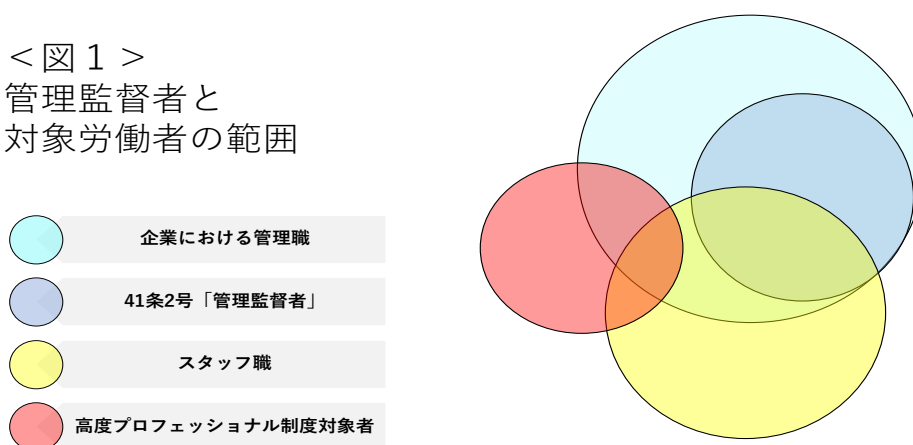 ＜図１＞
管理監督者と
対象労働者の範囲
企業における管理職
41条2号「管理監督者」
スタッフ職
高度プロフェッショナル制度対象者